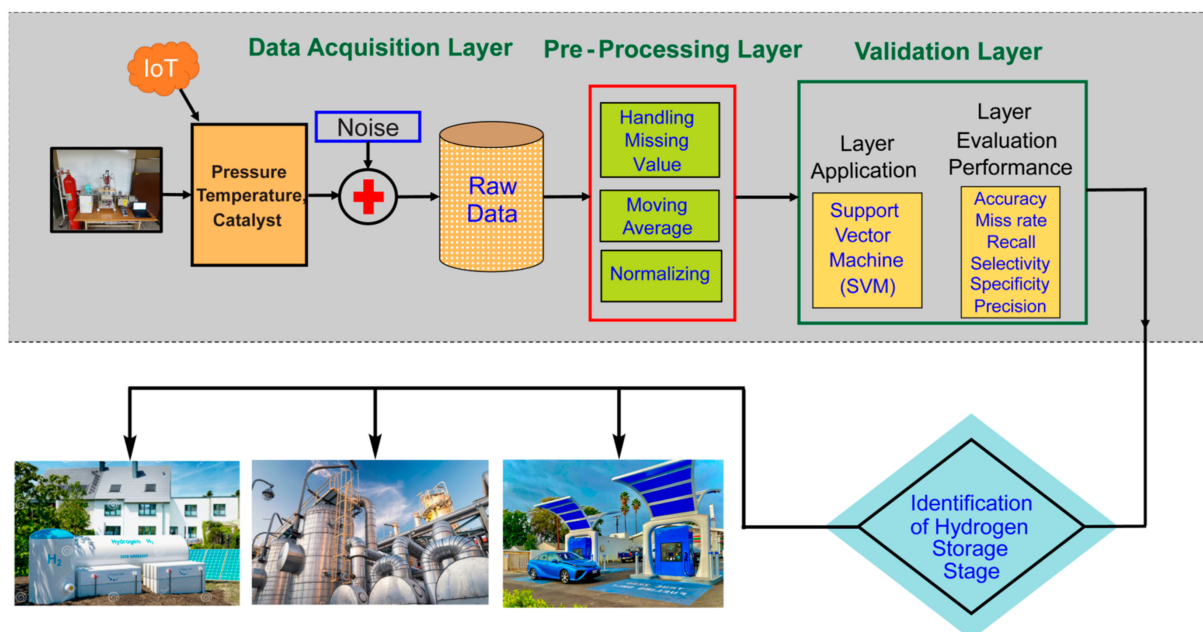 Data Acquisition Layer
Pre-Processing Layer
Validation Layer
IoT
Noise
Pressure
Temperature,
Catalyst
Raw
Data
Handling
Missing
Value
Moving
Average
Normalizing
Layer
Application
Support
Vector
Machine
(SVM)
Layer
Evaluation
Performance
Accuracy
Miss rate
Recall
Selectivity
Specificity
Precision
Identification
of Hydrogen
Storage
Stage
Hydrogen H₂
H₂